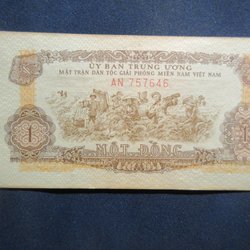 ỦY BAN TRUNG ƯƠNG
MẶT TRẬN DÂN TỘC GIẢI PHÓNG MIỀN NAM VIỆT NAM
AN 757646
1
1
MỘT ĐỒNG